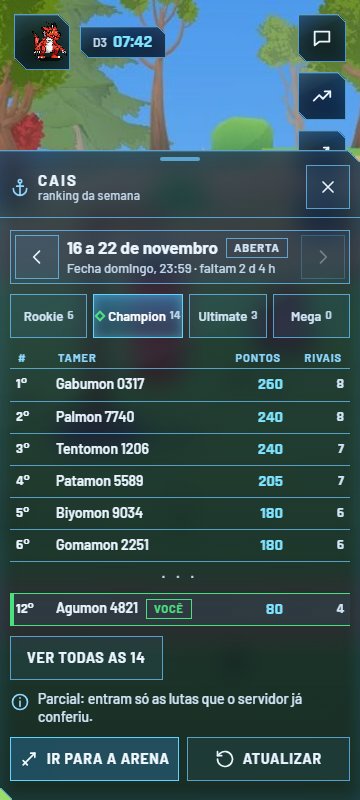 D3 07:42
CAIS
ranking da semana
16 a 22 de novembro ABERTA
Fecha domingo, 23:59 · faltam 2 d 4 h
Rookie 6 Champion 14 Ultimate 3 Mega 0
# TAMER PONTOS RIVAIS
1º Gabumon 0317 260 8
2º Palmon 7740 240 8
3º Tentomon 1206 240 7
4º Patamon 5589 205 7
5º Biyomon 9034 180 6
6º Gomamon 2251 180 6
· · ·
12º Agumon 4821 VOCÊ 80 4
VER TODAS AS 14
Parcial: entram só as lutas que o servidor já
conferiu.
IR PARA A ARENA ATUALIZAR